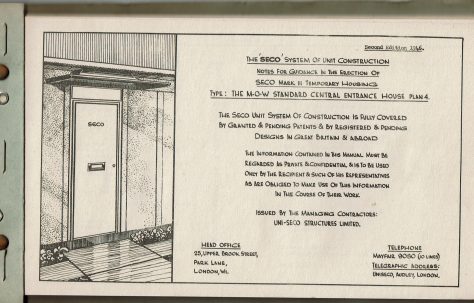 Second Edition 1946.
THE 'SECO' SYSTEM OF UNIT CONSTRUCTION
NOTES FOR GUIDANCE IN THE ERECTION OF
SECO MARK III TEMPORARY HOUSING
TYPE: THE M-O-W STANDARD CENTRAL ENTRANCE HOUSE PLAN 4.
THE SECO UNIT SYSTEM OF CONSTRUCTION IS FULLY COVERED
BY GRANTED & PENDING PATENTS & BY REGISTERED & PENDING
DESIGNS IN GREAT BRITAIN & ABROAD
THE INFORMATION CONTAINED IN THIS MANUAL MUST BE
REGARDED AS PRIVATE & CONFIDENTIAL & IS TO BE USED
ONLY BY THE RECIPIENT & SUCH OF HIS REPRESENTATIVES
AS ARE OBLIGED TO MAKE USE OF THIS INFORMATION
IN THE COURSE OF THEIR WORK.
ISSUED BY THE MANAGING CONTRACTORS:
UNI-SECO STRUCTURES LIMITED.
HEAD OFFICE
25, UPPER BROOK STREET,
PARK LANE,
LONDON, W1.
TELEPHONE
MAYFAIR 9080 (10 LINES)
TELEGRAPHIC ADDRESS:
UNISECO, AUDLEY, LONDON.
SECO